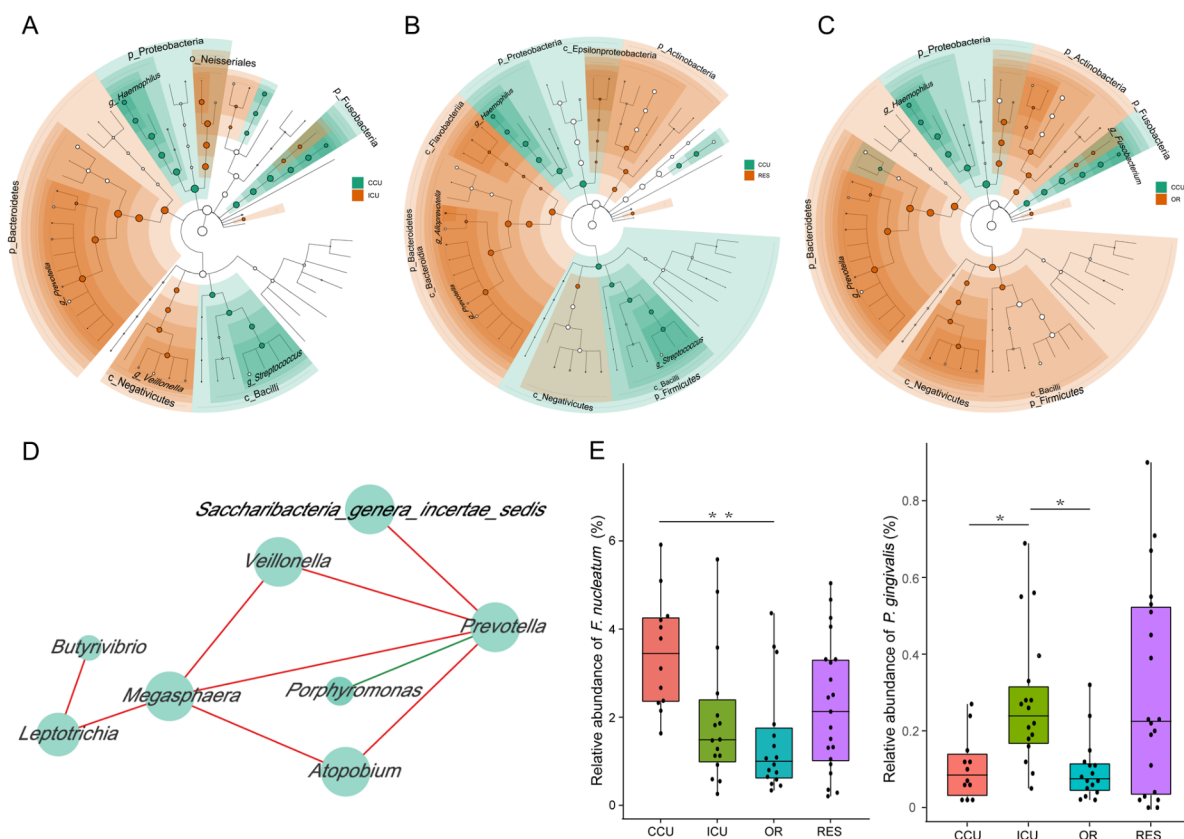 A
p_Proteobacteria
o_Neisseriales
g_Haemophilus
p_Fusobacteria
CCU
ICU
p_Bacteroidetes
g_Prevotella
g_Veillonella
c_Negativicutes
g_Streptococcus
c_Bacilli
B
p_Proteobacteria
c_Epsilonproteobacteria
p_Actinobacteria
g_Haemophilus
c_Flavobacteriia
CCU
RES
g_Alloprevotella
p_Bacteroidetes
c_Bacteroidia
g_Prevotella
g_Streptococcus
c_Negativicutes
c_Bacilli
p_Firmicutes
C
p_Proteobacteria
p_Actinobacteria
g_Haemophilus
p_Fusobacteria
g_Fusobacterium
CCU
OR
p_Bacteroidetes
g_Prevotella
c_Negativicutes
c_Bacilli
p_Firmicutes
D
Saccharibacteria_genera_incertae_sedis
Veillonella
Prevotella
Butyrivibrio
Megasphaera
Porphyromonas
Leptotrichia
Atopobium
E
Relative abundance of F. nucleatum (%)
6
4
2
0
**
CCU
ICU
OR
RES
Relative abundance of P. gingivalis (%)
0.8
0.6
0.4
0.2
0
*
*
CCU
ICU
OR
RES